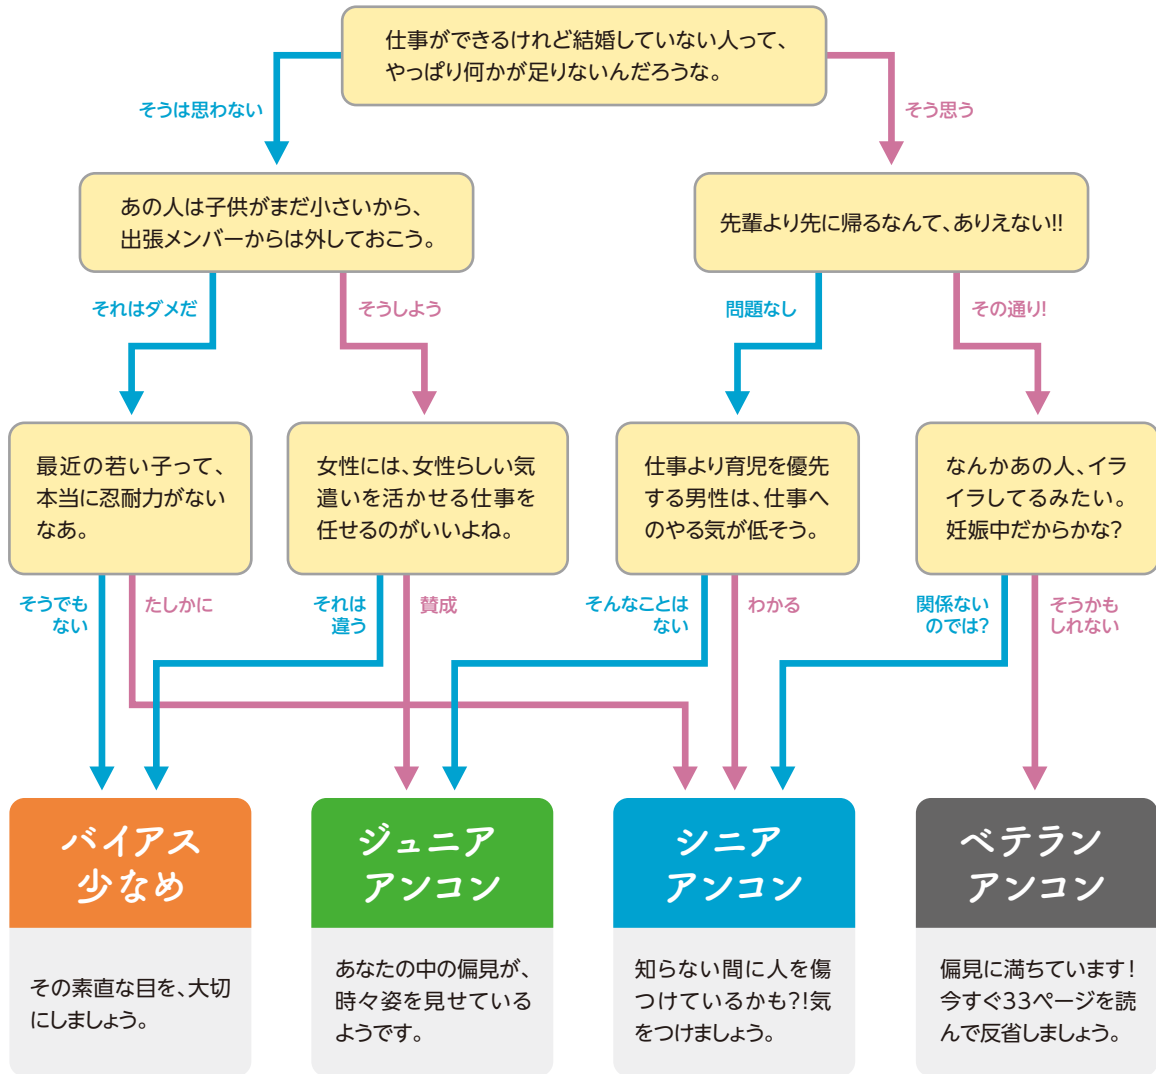 仕事ができるけれど結婚していない人って、
やっぱり何かが足りないんだろうな。
そうは思わない
そう思う
あの人は子供がまだ小さいから、
出張メンバーからは外しておこう。
先輩より先に帰るなんて、ありえない!!
それはダメだ
そうしよう
問題なし
その通り!
最近の若い子って、
本当に忍耐力がない
なあ。
女性には、女性らしい気
遣いを活かせる仕事を
任せるのがいいよね。
仕事より育児を優先
する男性は、仕事へ
のやる気が低そう。
なんかあの人、イラ
イラしてるみたい。
妊娠中だからかな?
そうでも
ない
たしかに
それは
違う
賛成
そんなことは
ない
わかる
関係ない
のでは?
そうかも
しれない
バイアス
少なめ
その素直な目を、大切
にしましょう。
ジュニア
アンコン
あなたの中の偏見が、
時々姿を見せている
ようです。
シニア
アンコン
知らない間に人を傷
つけているかも?!気
をつけましょう。
ベテラン
アンコン
偏見に満ちています!
今すぐ33ページを読
んで反省しましょう。